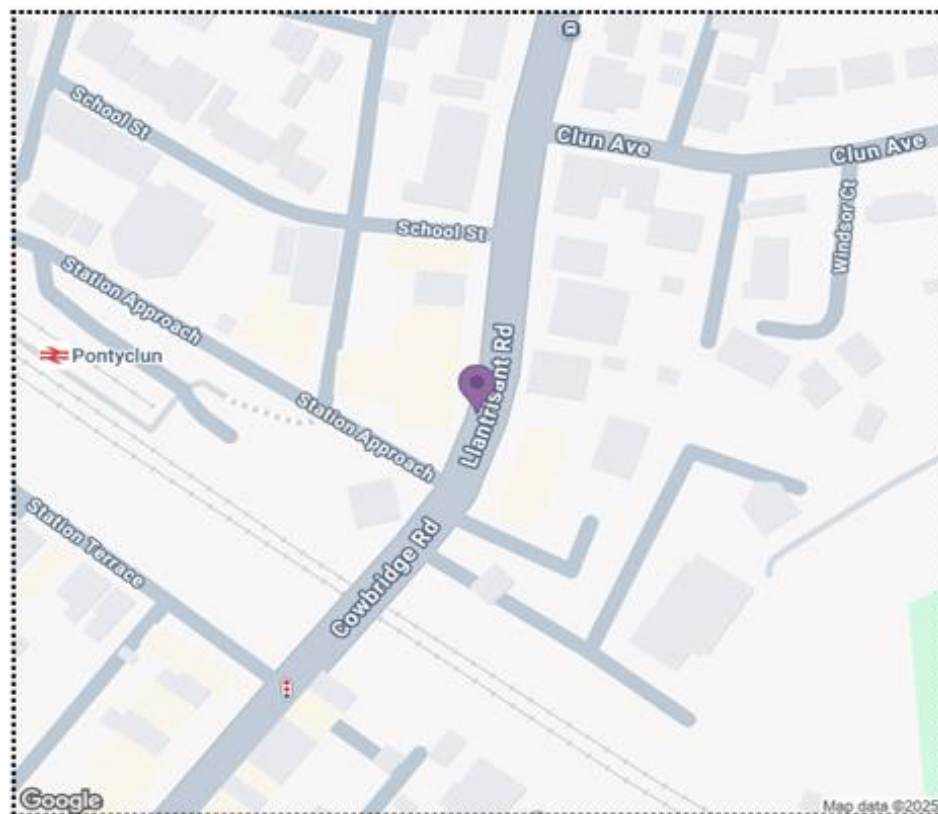 School St
Clun Ave
Clun Ave
School St
Windsor Ct
Station Approach
Pontyclun
Llantrisant Rd
Station Approach
Station Terrace
Cowbridge Rd
Google
Map data ©2025